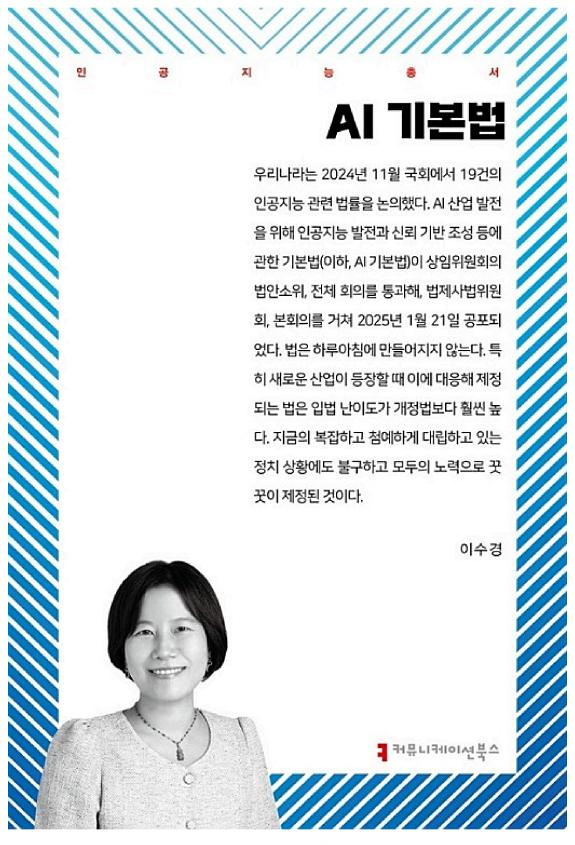 인 공 지 능 총 서
AI 기본법
우리나라는 2024년 11월 국회에서 19건의
인공지능 관련 법률을 논의했다. AI 산업 발전
을 위해 인공지능 발전과 신뢰 기반 조성 등에
관한 기본법(이하, AI 기본법)이 상임위원회의
법안소위, 전체 회의를 통과해, 법제사법위원
회, 본회의를 거쳐 2025년 1월 21일 공포되
었다. 법은 하루아침에 만들어지지 않는다. 특
히 새로운 산업이 등장할 때 이에 대응해 제정
되는 법은 입법 난이도가 개정법보다 훨씬 높
다. 지금의 복잡하고 첨예하게 대립하고 있는
정치 상황에도 불구하고 모두의 노력으로 꿋
꿋이 제정된 것이다.
이수경
커뮤니케이션북스